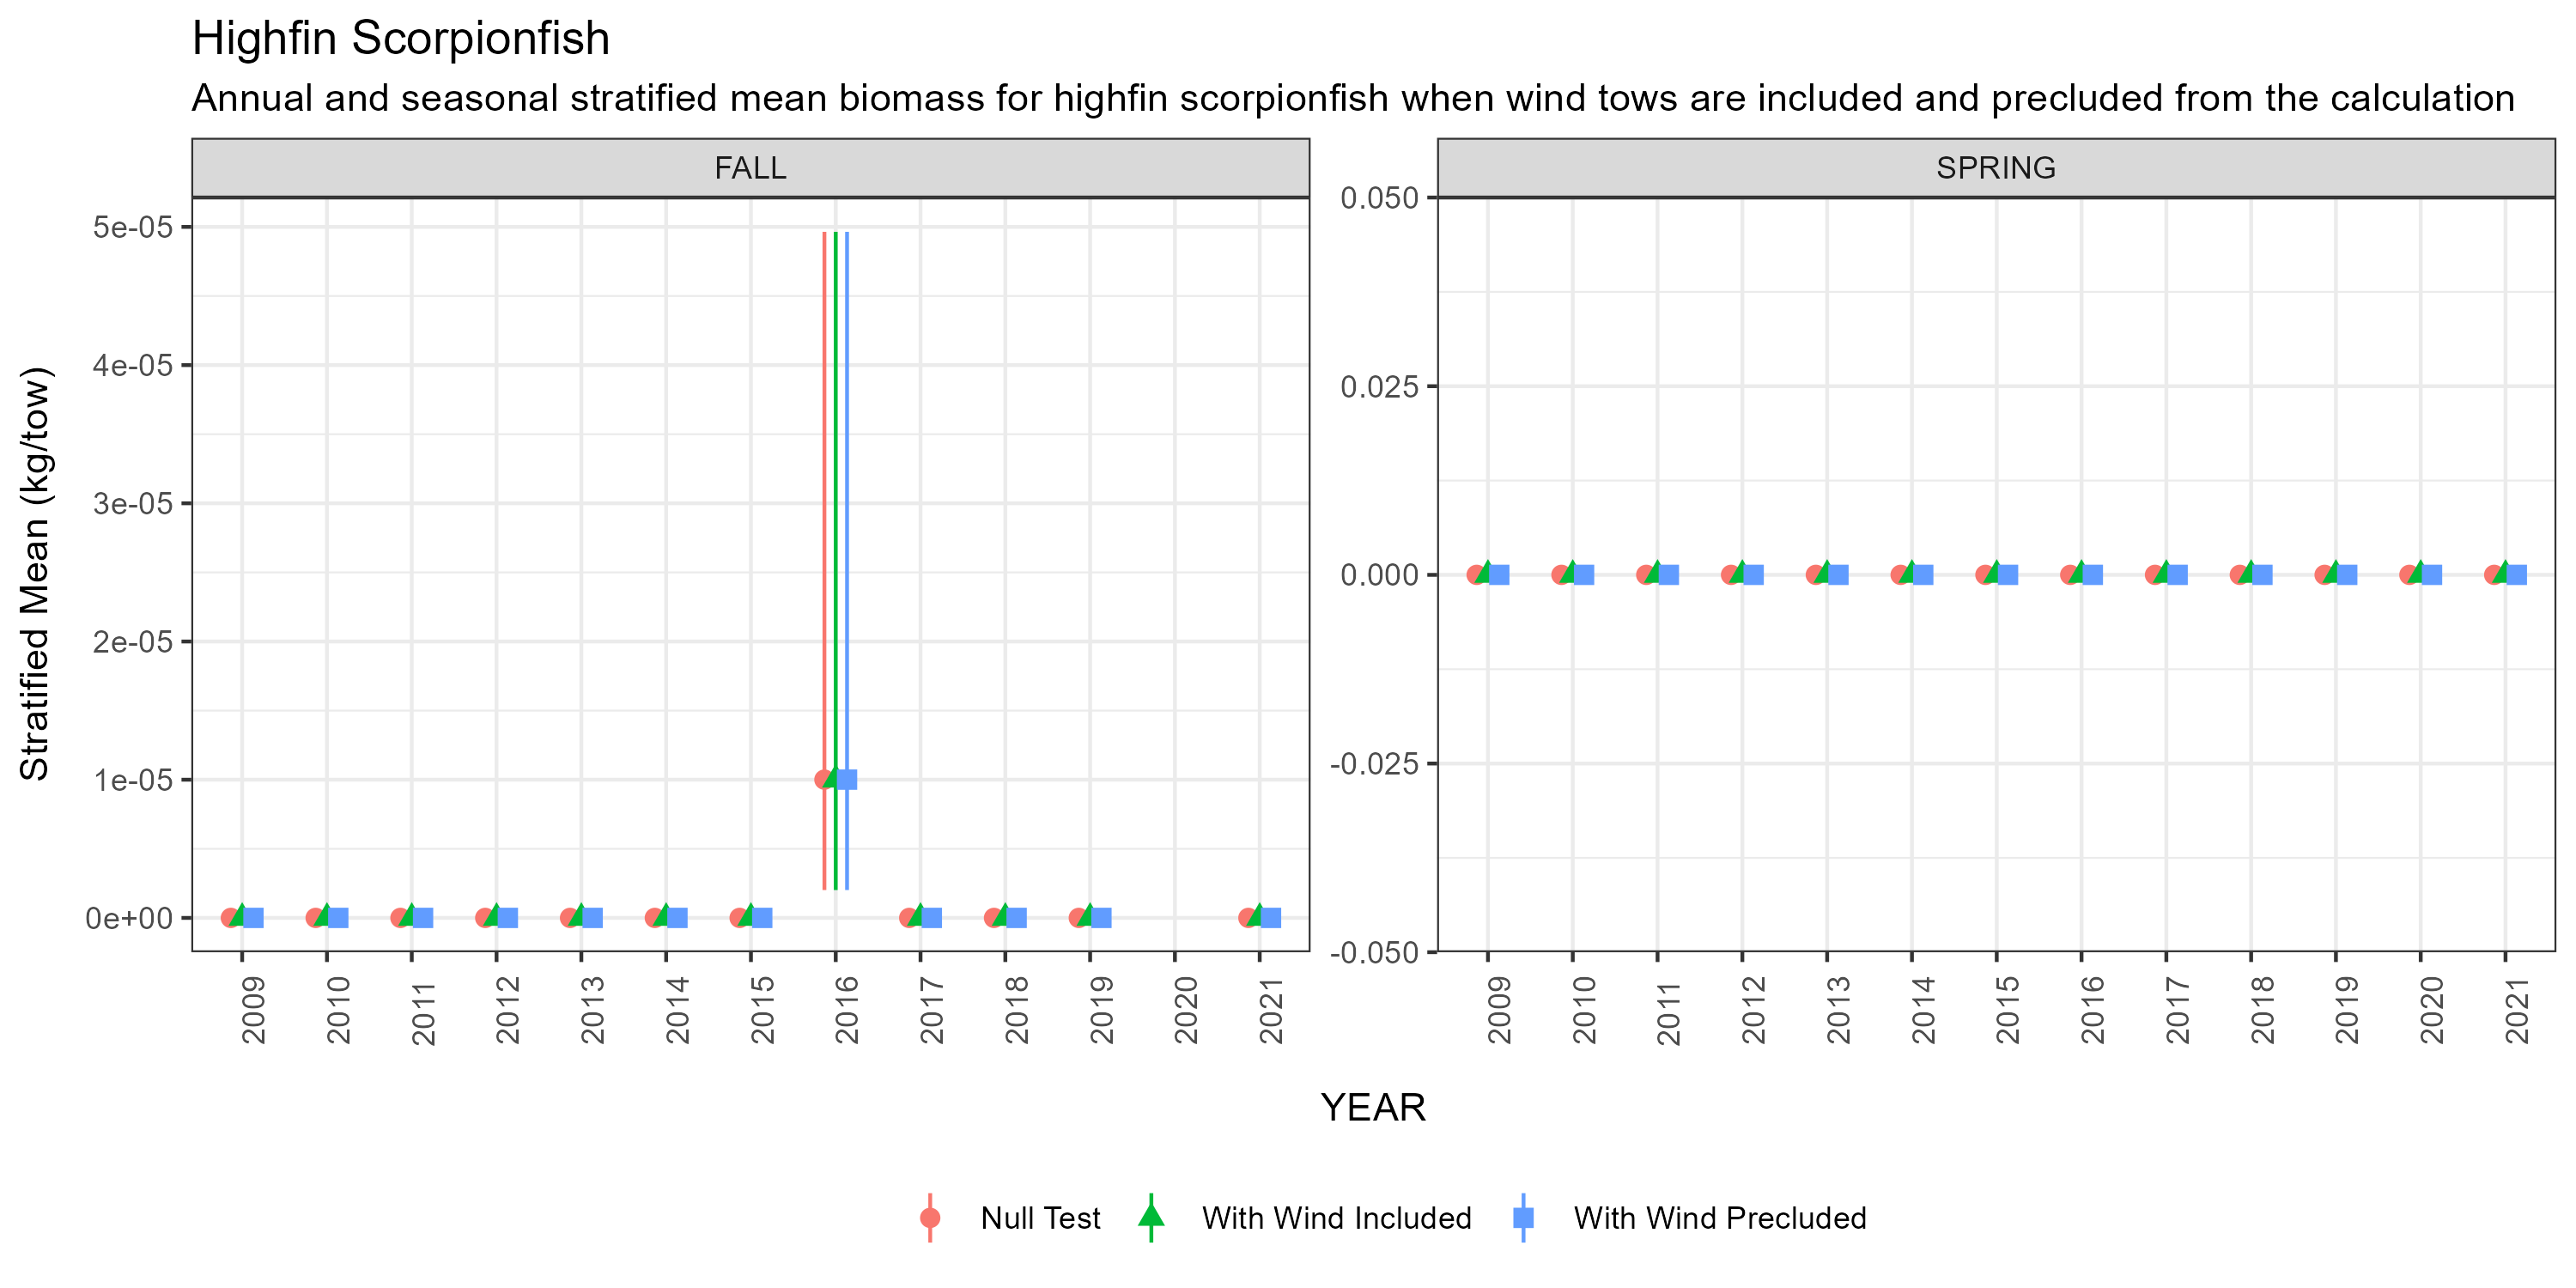 Highfin Scorpionfish
Annual and seasonal stratified mean biomass for highfin scorpionfish when wind tows are included and precluded from the calculation
FALL
SPRING
Stratified Mean (kg/tow)
5e-05
4e-05
3e-05
2e-05
1e-05
0e+00
0.050
0.025
0.000
-0.025
-0.050
2009 2010 2011 2012 2013 2014 2015 2016 2017 2018 2019 2020 2021
2009 2010 2011 2012 2013 2014 2015 2016 2017 2018 2019 2020 2021
YEAR
Null Test With Wind Included With Wind Precluded